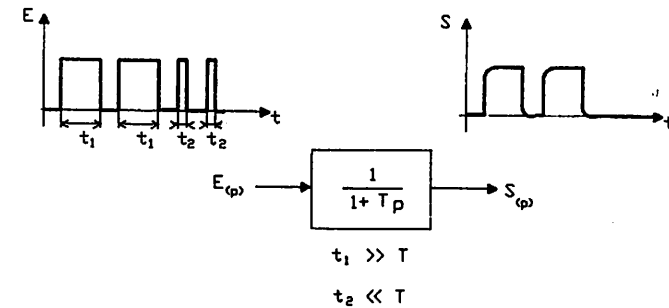 E
S
t
t₁ t₁ t₂ t₂
t
E(p) 1 / 1+ Tp S(p)
t₁ >> T
t₂ << T